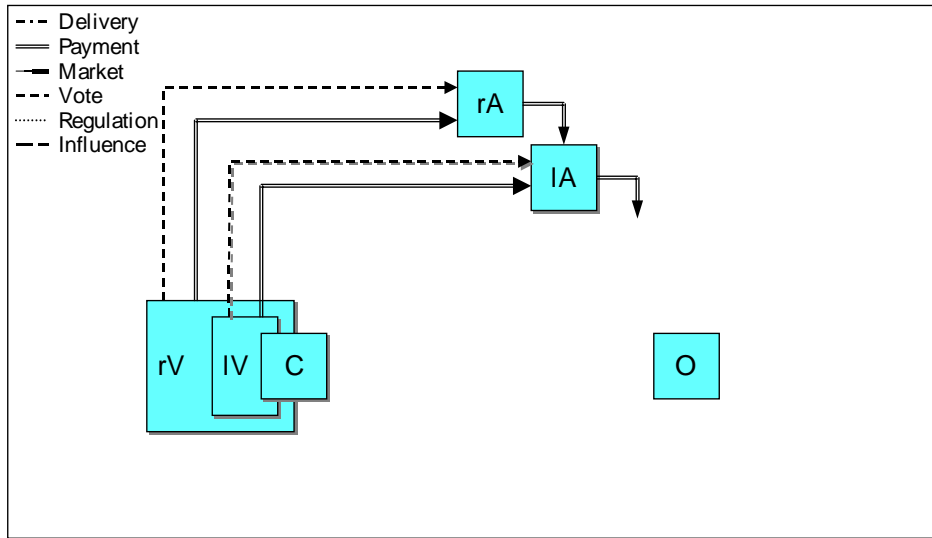 Delivery
Payment
Market
Vote
Regulation
Influence
rA
lA
rV
lV
C
O